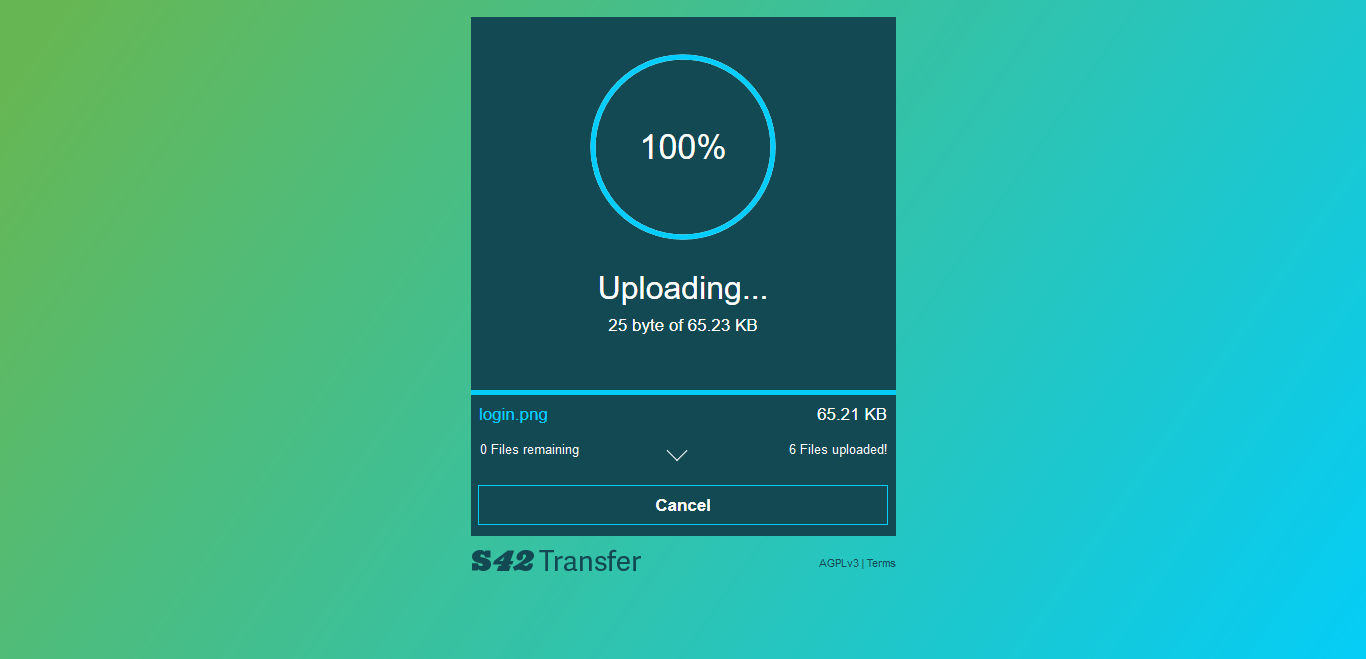 100%
Uploading...
25 byte of 65.23 KB
login.png 65.21 KB
0 Files remaining 6 Files uploaded!
Cancel
S42 Transfer AGPLv3 | Terms